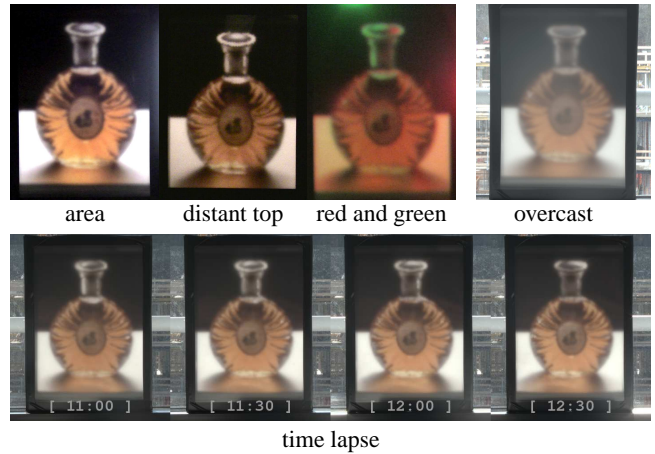 area distant top red and green overcast
[ 11:00 ] [ 11:30 ] [ 12:00 ] [ 12:30 ]
time lapse